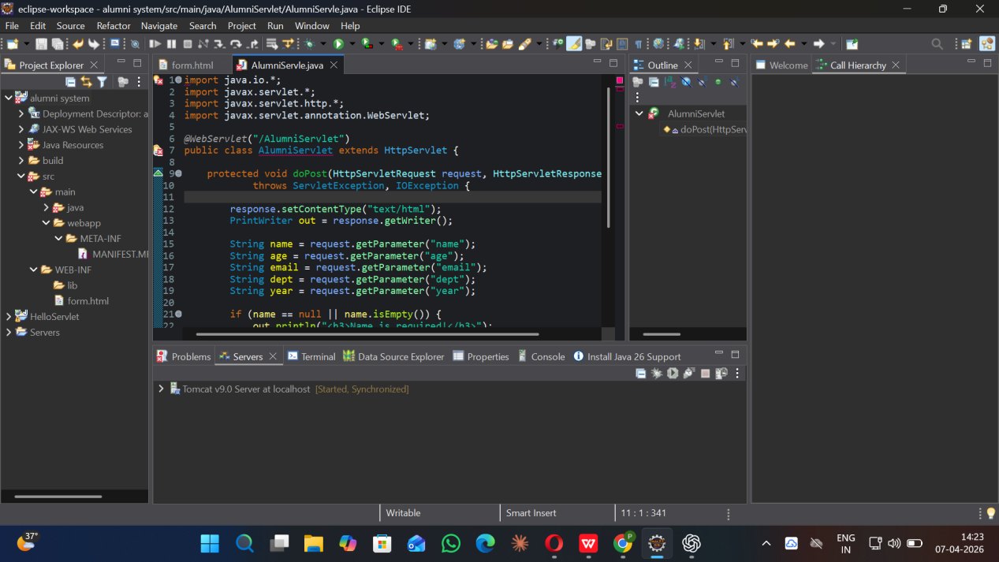 eclipse-workspace - alumni system/src/main/java/AlumniServlet/AlumniServle.java - Eclipse IDE
File Edit Source Refactor Navigate Search Project Run Window Help
Project Explorer
form.html
AlumniServle.java
Outline
Welcome
Call Hierarchy
alumni system
Deployment Descriptor: a
JAX-WS Web Services
Java Resources
build
src
main
java
webapp
META-INF
MANIFEST.MF
WEB-INF
lib
form.html
HelloServlet
Servers
1 import java.io.*;
2 import javax.servlet.*;
3 import javax.servlet.http.*;
4 import javax.servlet.annotation.WebServlet;
5
6 @WebServlet("/AlumniServlet")
7 public class AlumniServlet extends HttpServlet {
8
9 protected void doPost(HttpServletRequest request, HttpServletResponse
10 throws ServletException, IOException {
11
12 response.setContentType("text/html");
13 PrintWriter out = response.getWriter();
14
15 String name = request.getParameter("name");
16 String age = request.getParameter("age");
17 String email = request.getParameter("email");
18 String dept = request.getParameter("dept");
19 String year = request.getParameter("year");
20
21 if (name == null || name.isEmpty()) {
22 out.println("<h3>Name is required!</h3>");
AlumniServlet
doPost(HttpServ
Problems
Servers
Terminal
Data Source Explorer
Properties
Console
Install Java 26 Support
Tomcat v9.0 Server at localhost [Started, Synchronized]
Writable
Smart Insert
11 : 1 : 341
37°
ENG
IN
14:23
07-04-2026